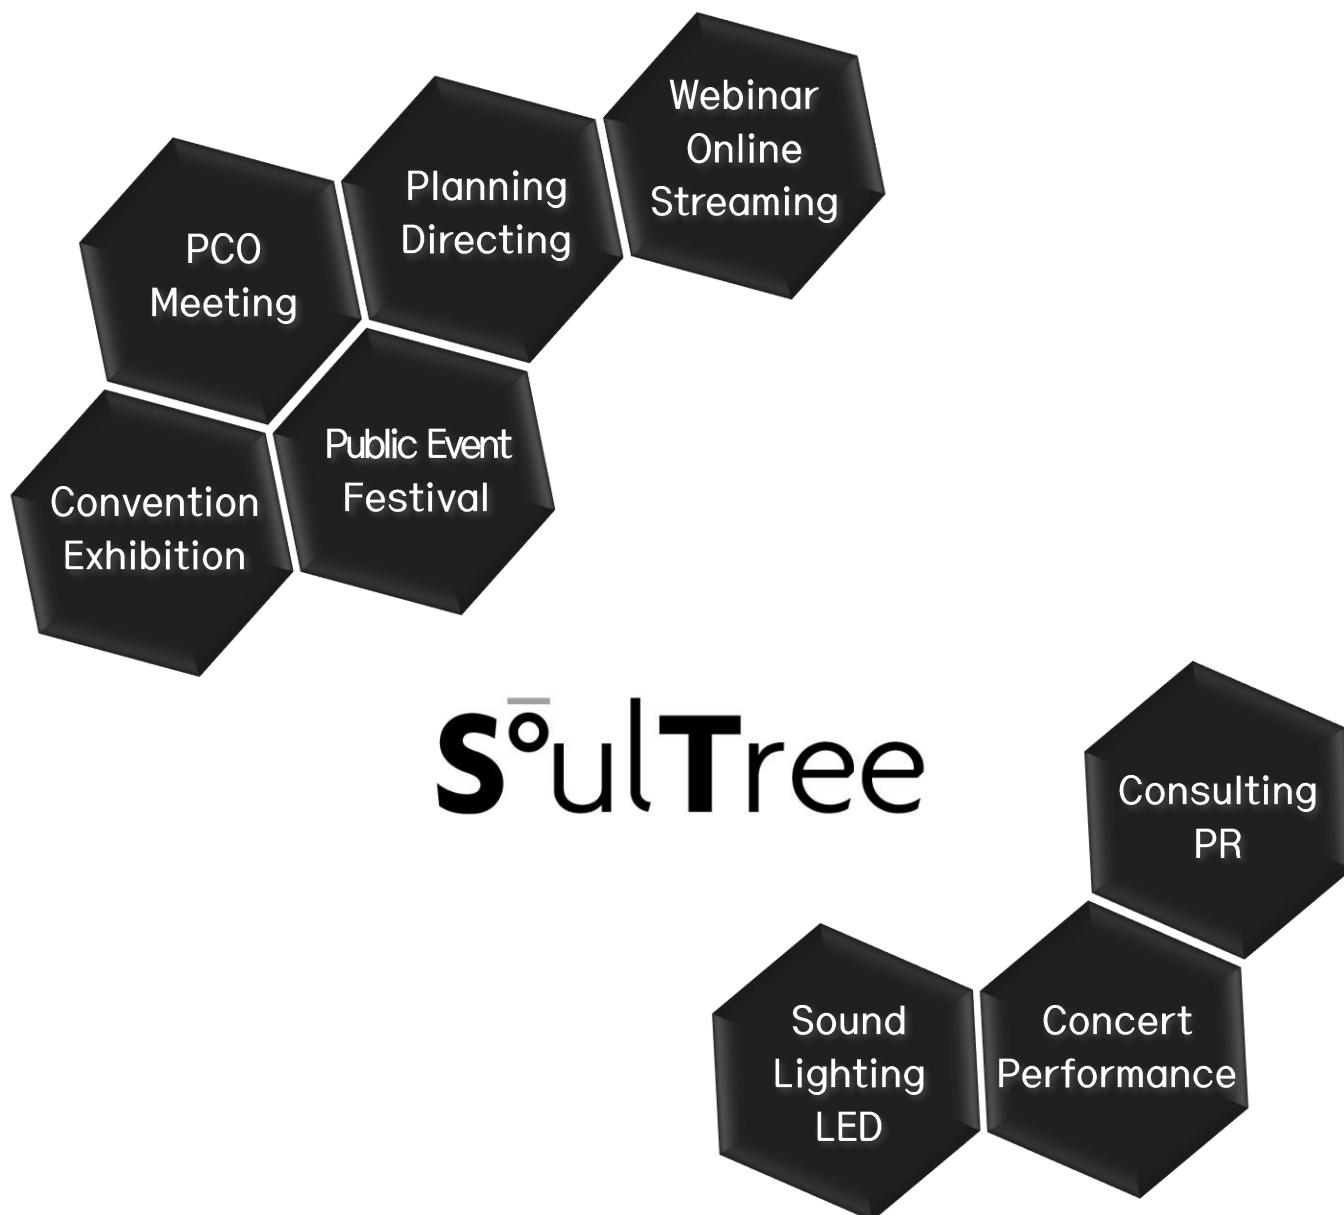 Webinar
Online
Streaming
Planning
Directing
PCO
Meeting
Public Event
Festival
Convention
Exhibition
SoulTree
Consulting
PR
Sound
Lighting
LED
Concert
Performance